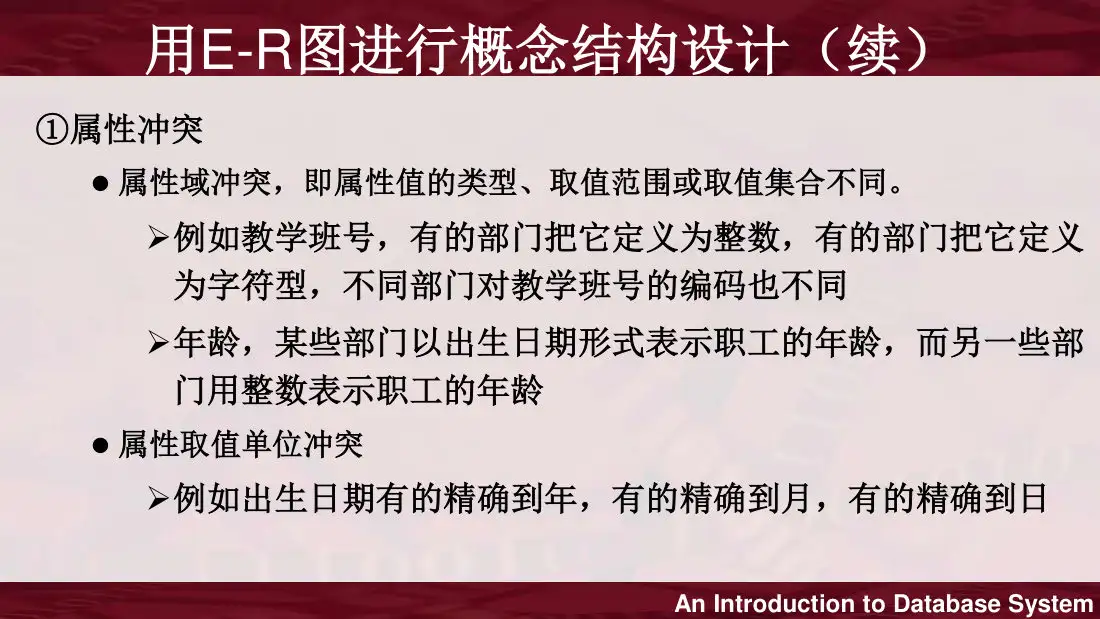 用E-R图进行概念结构设计（续）
①属性冲突
● 属性域冲突，即属性值的类型、取值范围或取值集合不同。
➢例如教学班号，有的部门把它定义为整数，有的部门把它定义
为字符型，不同部门对教学班号的编码也不同
➢年龄，某些部门以出生日期形式表示职工的年龄，而另一些部
门用整数表示职工的年龄
● 属性取值单位冲突
➢例如出生日期有的精确到年，有的精确到月，有的精确到日
An Introduction to Database System